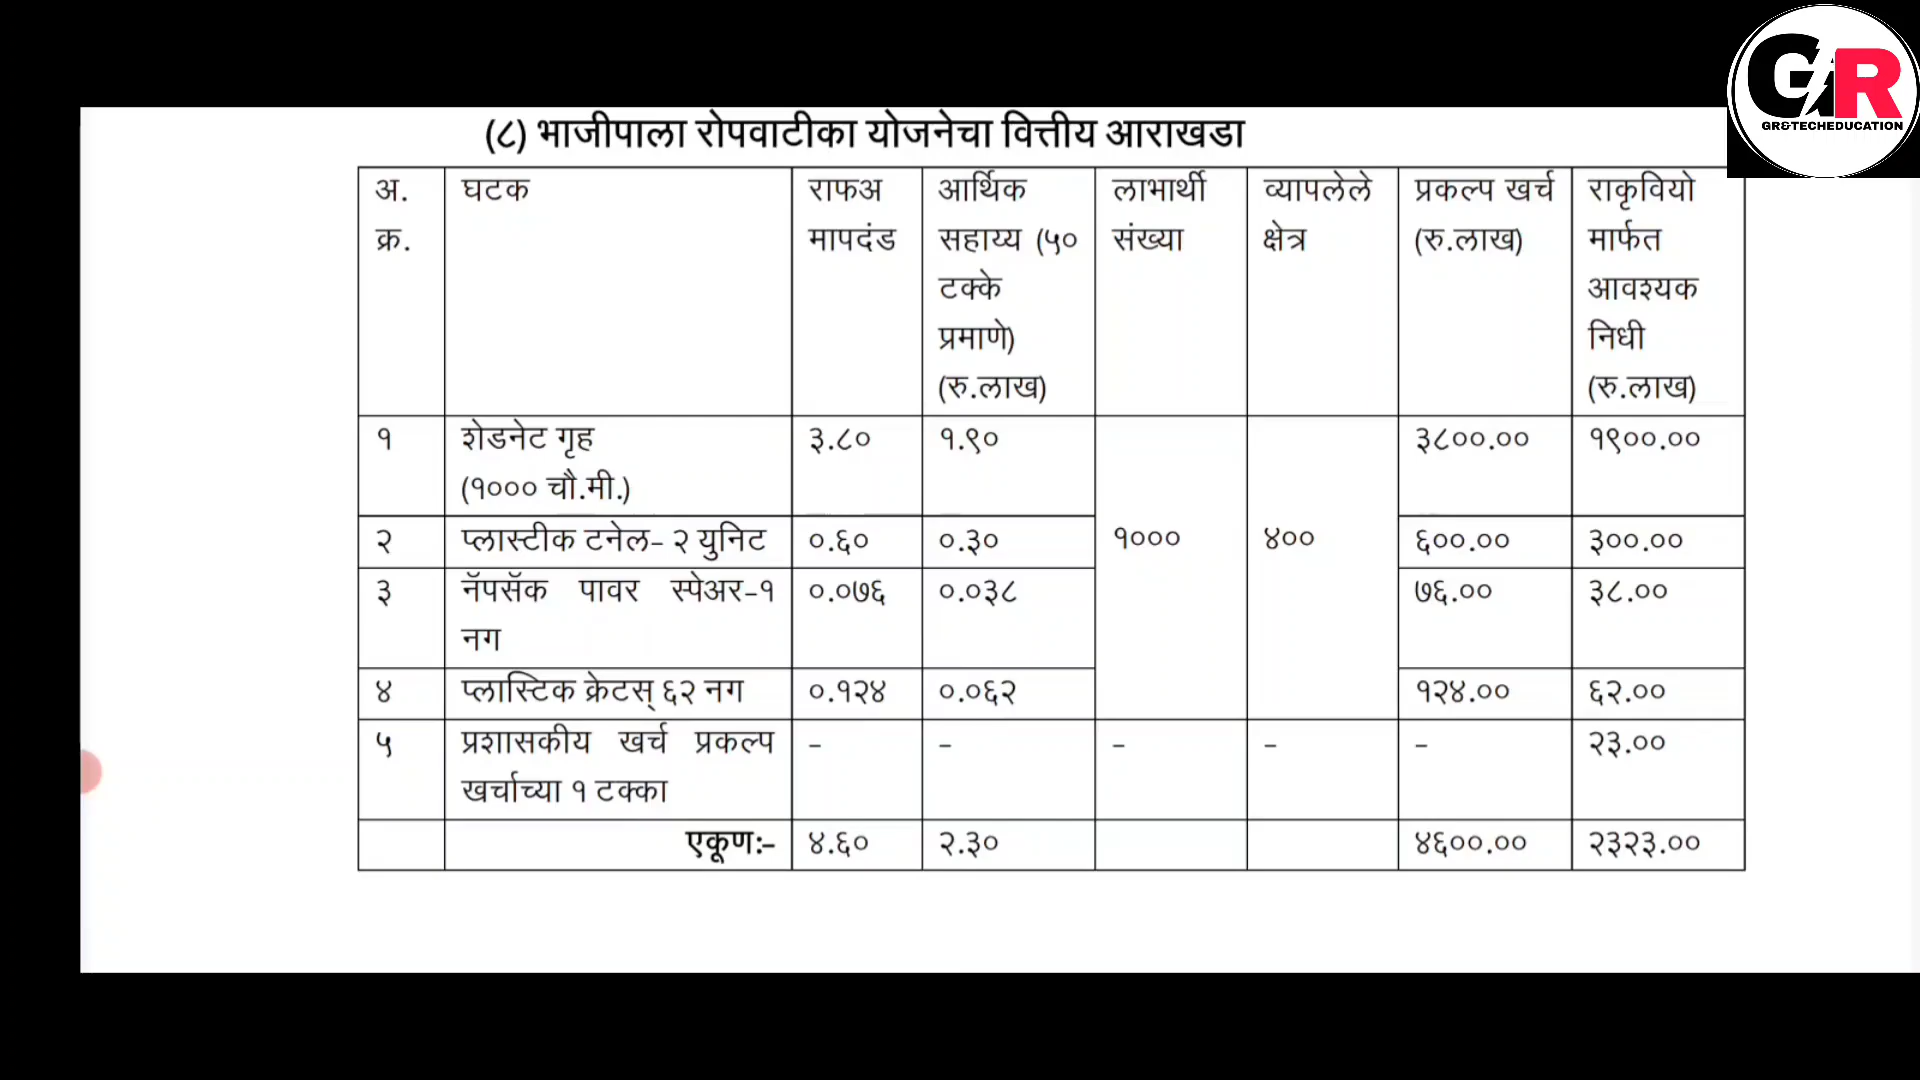 GR
GR&TECHEDUCATION
(८) भाजीपाला रोपवाटीका योजनेचा वित्तीय आराखडा
अ. क्र. घटक राफअ मापदंड आर्थिक सहाय्य (५० टक्के प्रमाणे) (रु.लाख) लाभार्थी संख्या व्यापलेले क्षेत्र प्रकल्प खर्च (रु.लाख) राकृवियो मार्फत आवश्यक निधी (रु.लाख)
१ शेडनेट गृह (१००० चौ.मी.) ३.८० १.९० ३८००.०० १९००.००
२ प्लास्टीक टनेल- २ युनिट ०.६० ०.३० १००० ४०० ६००.०० ३००.००
३ नॅपसॅक पावर स्पेअर-१ नग ०.०७६ ०.०३८ ७६.०० ३८.००
४ प्लास्टिक क्रेटस् ६२ नग ०.१२४ ०.०६२ १२४.०० ६२.००
५ प्रशासकीय खर्च प्रकल्प खर्चाच्या १ टक्का - - - - - २३.००
एकूण:- ४.६० २.३० ४६००.०० २३२३.००